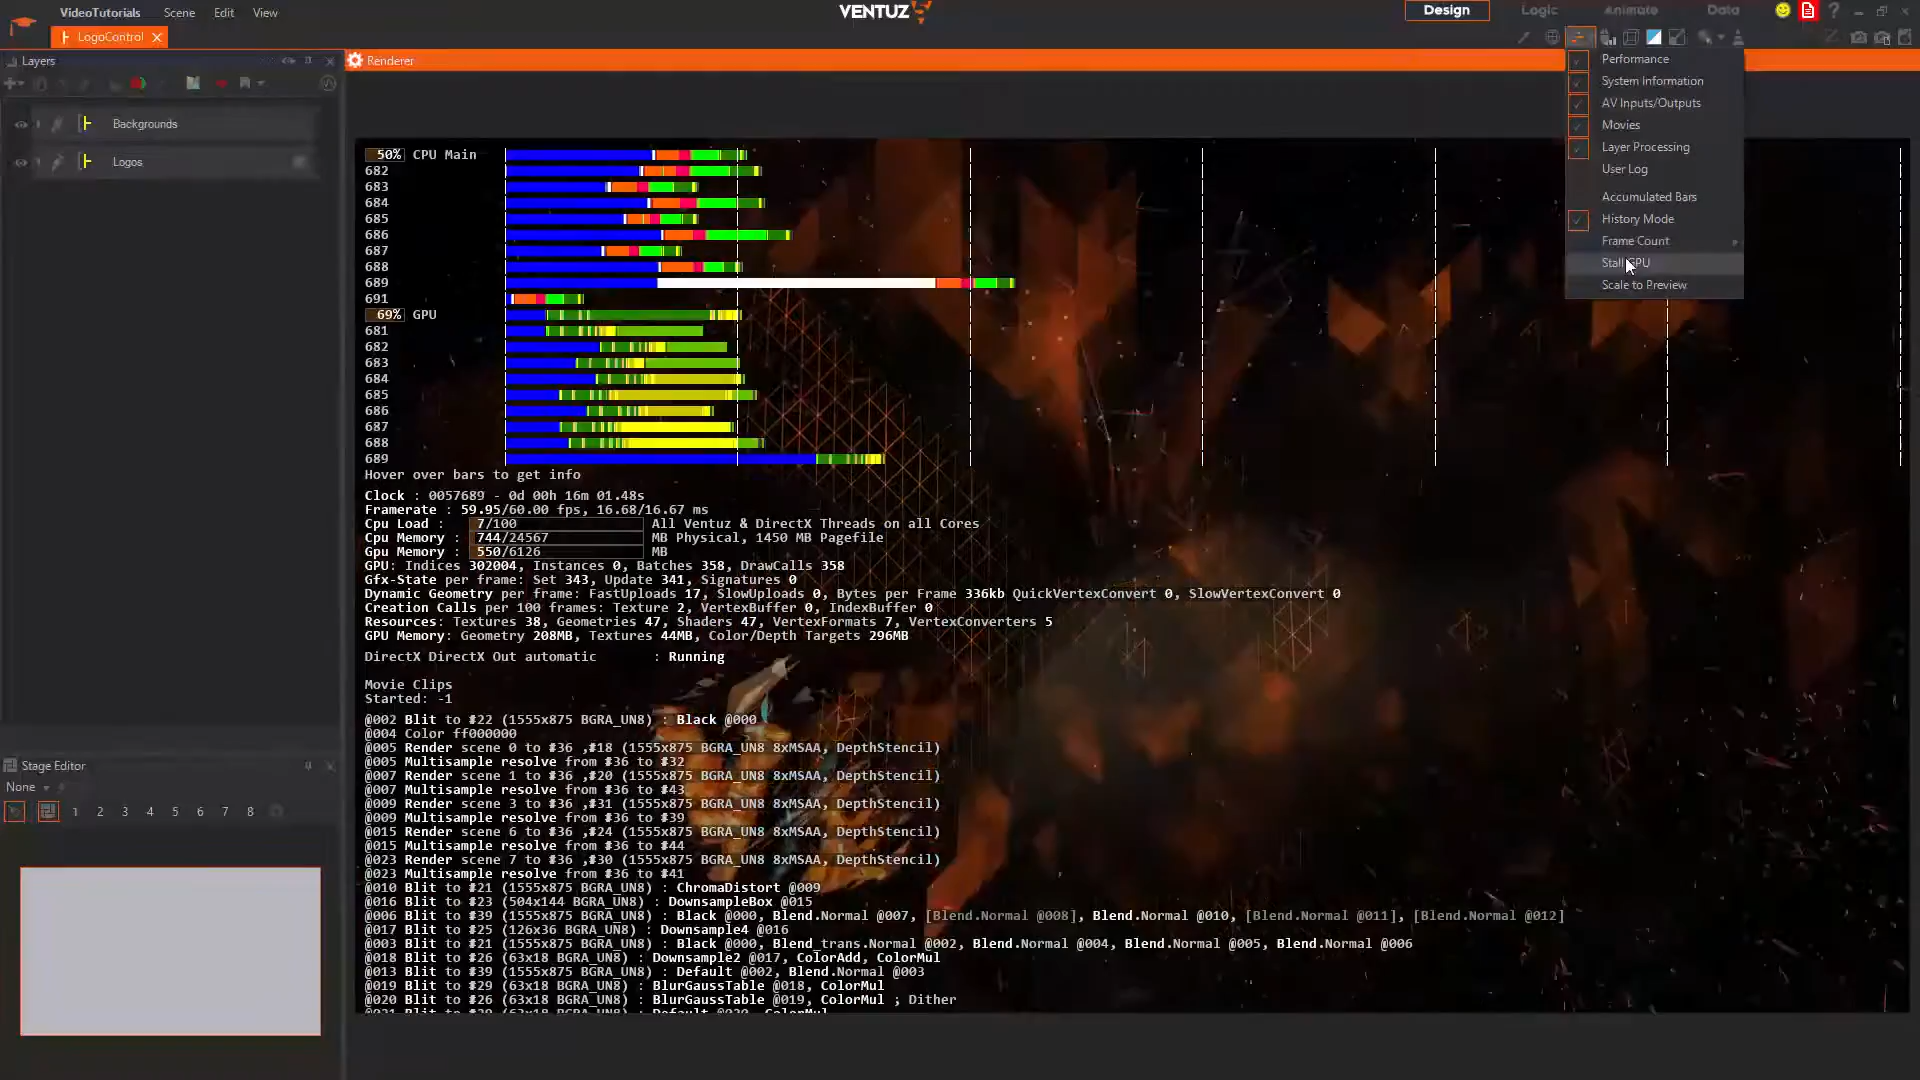 VideoTutorials Scene Edit View
VENTUZ
Design Logic Animate Data
LogoControl
Layers
Renderer
Backgrounds
Logos
Performance
System Information
AV Inputs/Outputs
Movies
Layer Processing
User Log
Accumulated Bars
History Mode
Frame Count
Stall GPU
Scale to Preview
50% CPU Main
682
683
684
685
686
687
688
689
691
69% GPU
681
682
683
684
685
686
687
688
689
Hover over bars to get info
Clock : 0057689 - 0d 00h 16m 01.48s
Framerate : 59.95/60.00 fps, 16.68/16.67 ms
Cpu Load : 7/100 All Ventuz & DirectX Threads on all Cores
Cpu Memory : 744/24567 MB Physical, 1450 MB Pagefile
Gpu Memory : 550/6126 MB
GPU: Indices 302004, Instances 0, Batches 358, DrawCalls 358
Gfx-State per frame: Set 343, Update 341, Signatures 0
Dynamic Geometry per frame: FastUploads 17, SlowUploads 0, Bytes per Frame 336kb QuickVertexConvert 0, SlowVertexConvert 0
Creation Calls per 100 frames: Texture 2, VertexBuffer 0, IndexBuffer 0
Resources: Textures 38, Geometries 47, Shaders 47, VertexFormats 7, VertexConverters 5
GPU Memory: Geometry 208MB, Textures 44MB, Color/Depth Targets 296MB
DirectX DirectX Out automatic : Running
Movie Clips
Started: -1
@002 Blit to #22 (1555x875 BGRA_UN8) : Black @000
@004 Color ff000000
@005 Render scene 0 to #36 ,#18 (1555x875 BGRA_UN8 8xMSAA, DepthStencil)
@005 Multisample resolve from #36 to #32
@007 Render scene 1 to #36 ,#20 (1555x875 BGRA_UN8 8xMSAA, DepthStencil)
@007 Multisample resolve from #36 to #43
@009 Render scene 3 to #36 ,#31 (1555x875 BGRA_UN8 8xMSAA, DepthStencil)
@009 Multisample resolve from #36 to #39
@015 Render scene 6 to #36 ,#24 (1555x875 BGRA_UN8 8xMSAA, DepthStencil)
@015 Multisample resolve from #36 to #44
@023 Render scene 7 to #36 ,#30 (1555x875 BGRA_UN8 8xMSAA, DepthStencil)
@023 Multisample resolve from #36 to #41
@010 Blit to #21 (1555x875 BGRA_UN8) : ChromaDistort @009
@016 Blit to #23 (504x144 BGRA_UN8) : DownsampleBox @015
@006 Blit to #39 (1555x875 BGRA_UN8) : Black @000, Blend.Normal @007, [Blend.Normal @008], Blend.Normal @010, [Blend.Normal @011], [Blend.Normal @012]
@017 Blit to #25 (126x36 BGRA_UN8) : Downsample4 @016
@003 Blit to #21 (1555x875 BGRA_UN8) : Black @000, Blend_trans.Normal @002, Blend.Normal @004, Blend.Normal @005, Blend.Normal @006
@018 Blit to #26 (63x18 BGRA_UN8) : Downsample2 @017, ColorAdd, ColorMul
@013 Blit to #39 (1555x875 BGRA_UN8) : Default @002, Blend.Normal @003
@019 Blit to #29 (63x18 BGRA_UN8) : BlurGaussTable @018, ColorMul
@020 Blit to #26 (63x18 BGRA_UN8) : BlurGaussTable @019, ColorMul ; Dither
Stage Editor
None
1 2 3 4 5 6 7 8